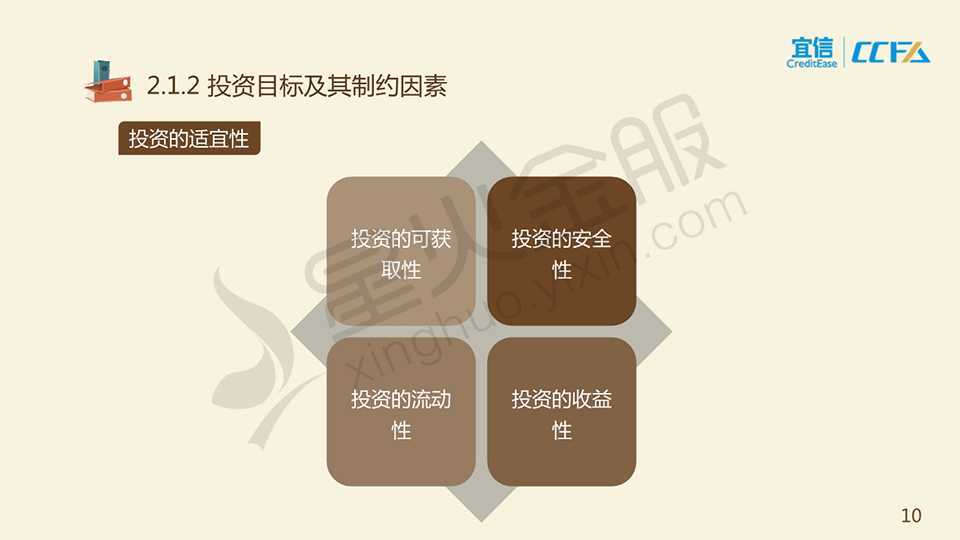 宜信
CreditEase
CCFA
2.1.2 投资目标及其制约因素
投资的适宜性
投资的可获
取性
投资的安全
性
投资的流动
性
投资的收益
性
星火金服
xinghuo.yixin.com
10